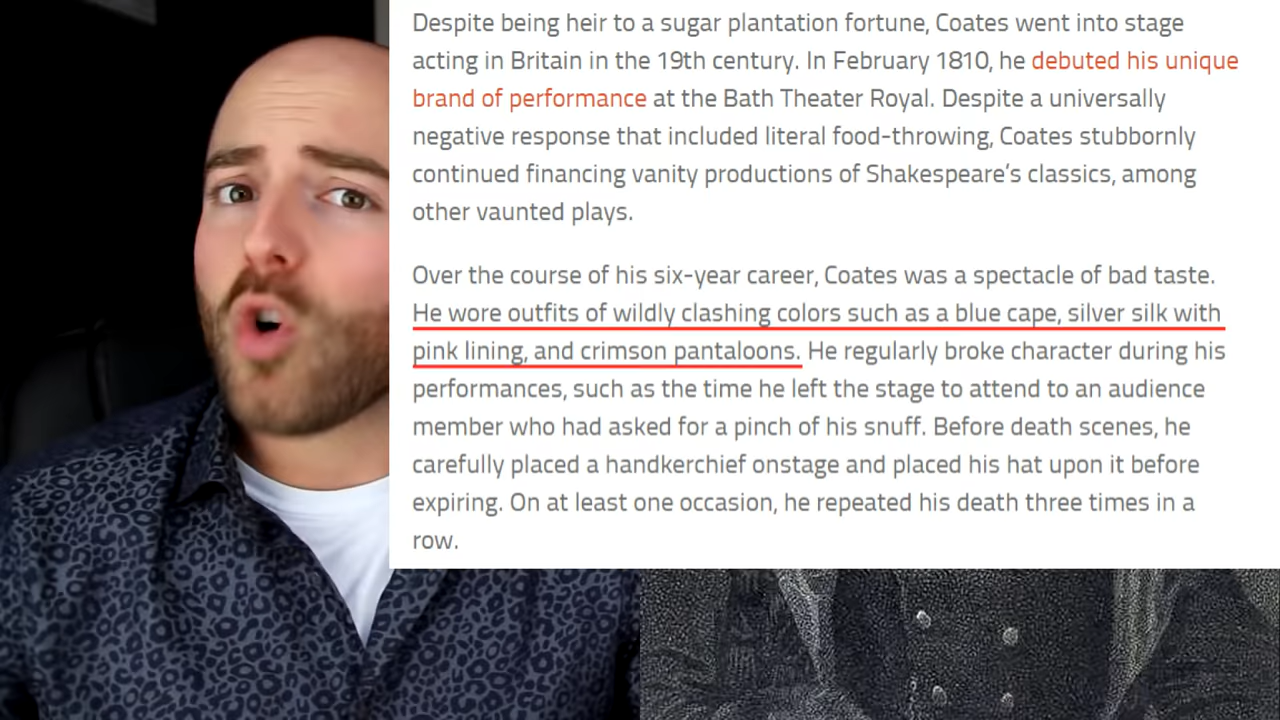 Despite being heir to a sugar plantation fortune, Coates went into stage
acting in Britain in the 19th century. In February 1810, he debuted his unique
brand of performance at the Bath Theater Royal. Despite a universally
negative response that included literal food-throwing, Coates stubbornly
continued financing vanity productions of Shakespeare’s classics, among
other vaunted plays.
Over the course of his six-year career, Coates was a spectacle of bad taste.
He wore outfits of wildly clashing colors such as a blue cape, silver silk with
pink lining, and crimson pantaloons. He regularly broke character during his
performances, such as the time he left the stage to attend to an audience
member who had asked for a pinch of his snuff. Before death scenes, he
carefully placed a handkerchief onstage and placed his hat upon it before
expiring. On at least one occasion, he repeated his death three times in a
row.